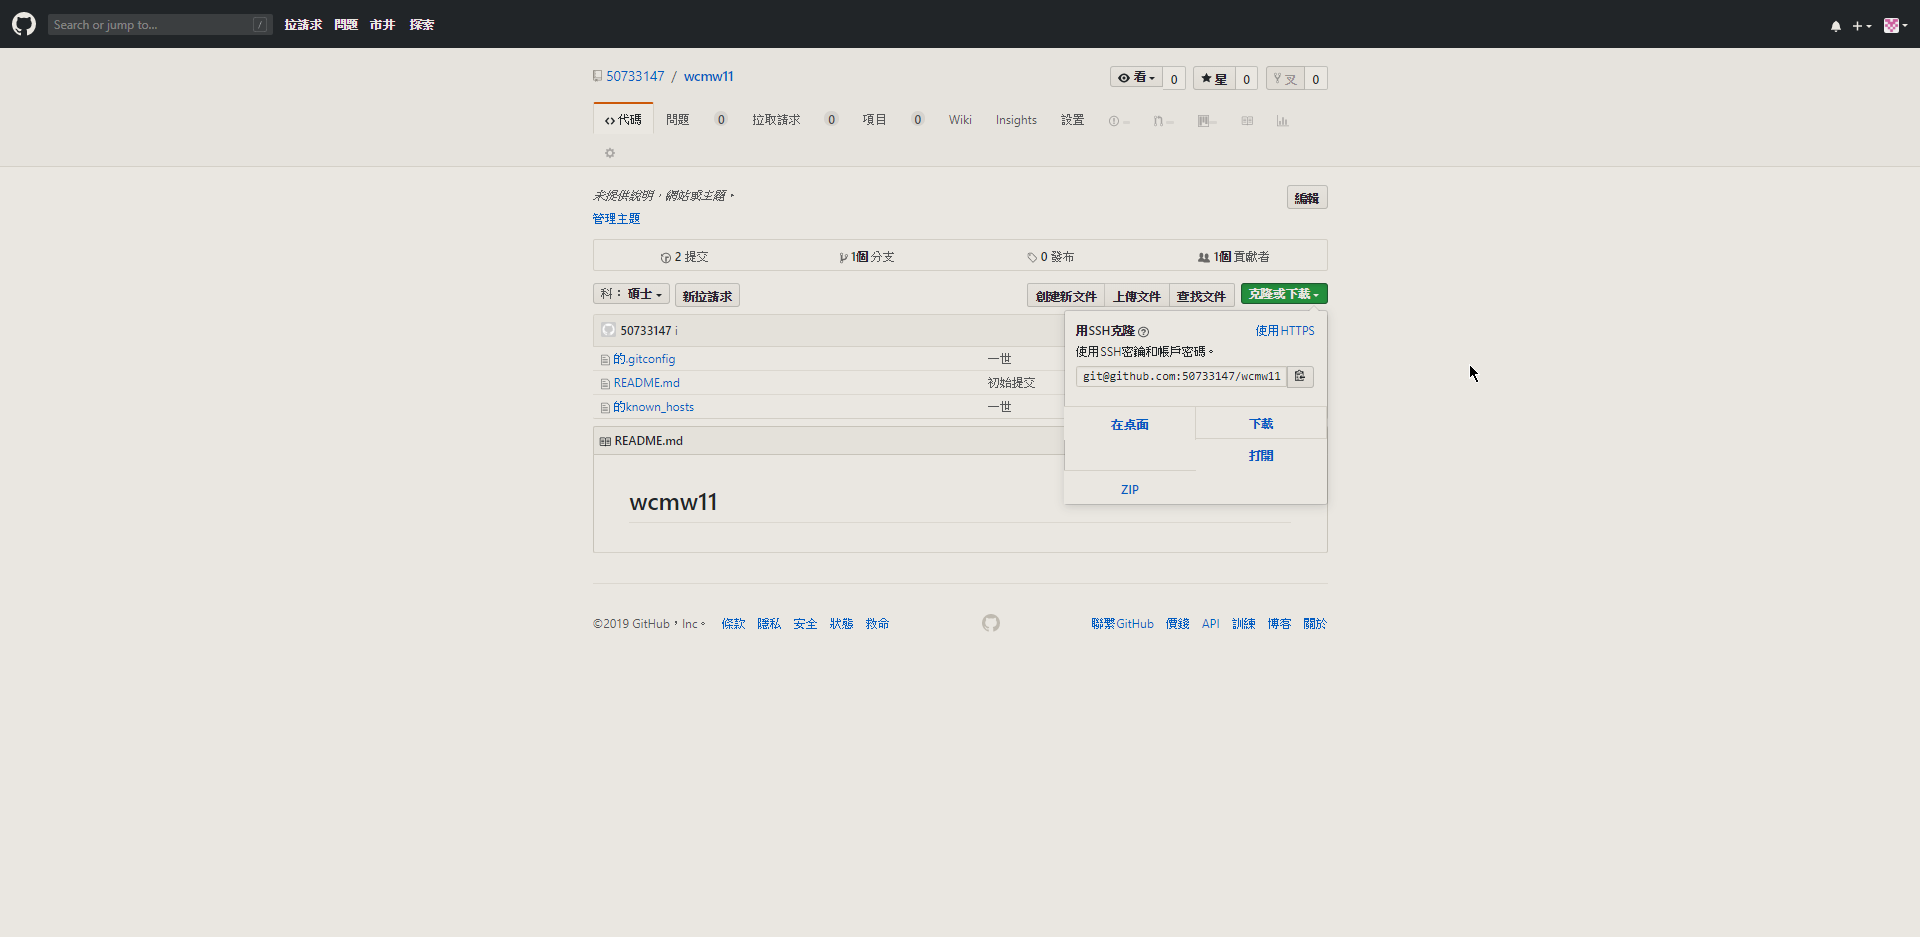 Search or jump to... / 拉請求 問題 市井 探索
50733147 / wcmw11 看 0 星 0 叉 0
代碼 問題 0 拉取請求 0 項目 0 Wiki Insights 設置
未提供說明，網站或主題。 編輯
管理主題
2 提交 1個 分支 0 發布 1個 貢獻者
科： 碩士 新拉請求 創建新文件 上傳文件 查找文件 克隆或下載
50733147 i
的.gitconfig 一世
README.md 初始提交
的known_hosts 一世
用SSH克隆 使用HTTPS
使用SSH密鑰和帳戶密碼。
git@github.com:50733147/wcmw11
在桌面 下載
打開
ZIP
README.md
wcmw11
©2019 GitHub，Inc。 條款 隱私 安全 狀態 救命 聯繫GitHub 價錢 API 訓練 博客 關於